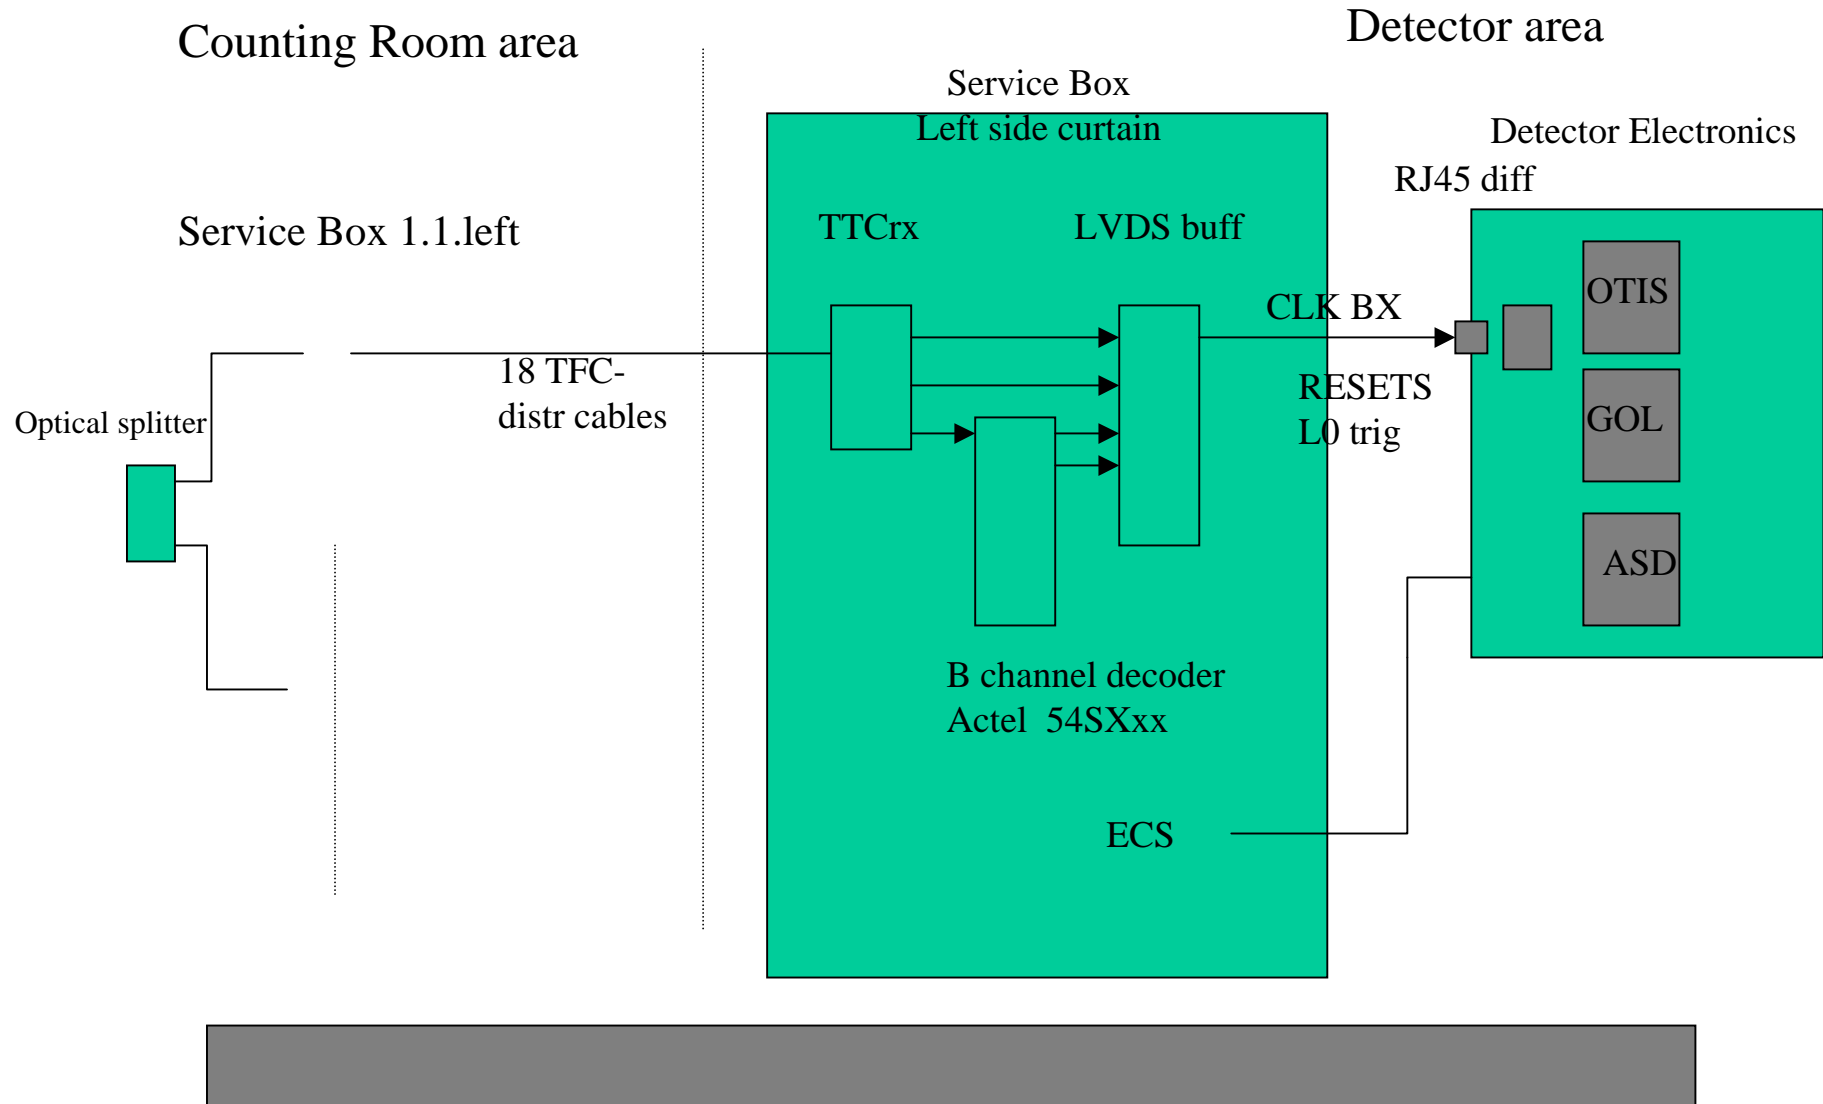 Counting Room area
Detector area
Service Box
Left side curtain
Detector Electronics
RJ45 diff
Service Box 1.1.left
TTCrx
LVDS buff
OTIS
CLK BX
18 TFC-
distr cables
RESETS
L0 trig
GOL
Optical splitter
ASD
B channel decoder
Actel  54SXxx
ECS